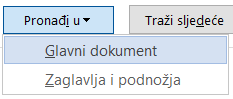 Pronađi u
Traži sljedeće
Glavni dokument
Zaglavlja i podnožja